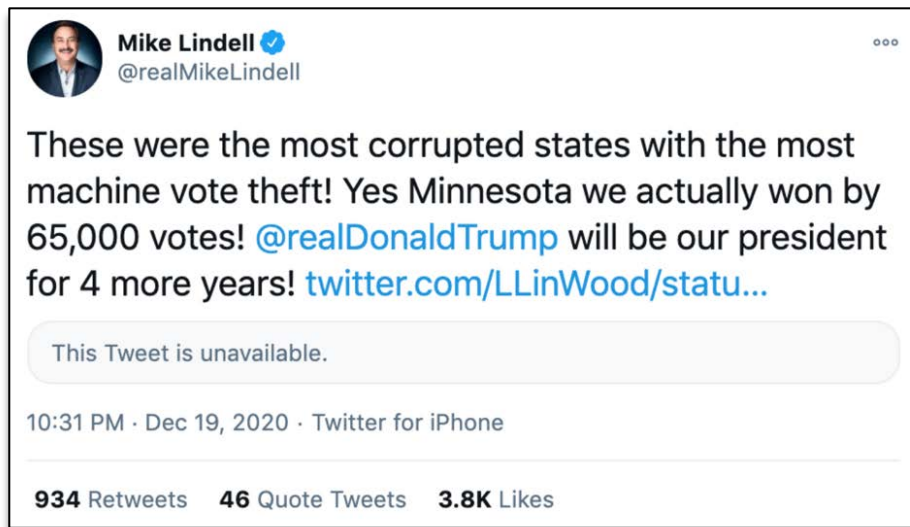 Mike Lindell
@realMikeLindell
These were the most corrupted states with the most
machine vote theft! Yes Minnesota we actually won by
65,000 votes! @realDonaldTrump will be our president
for 4 more years! twitter.com/LLinWood/statu...
This Tweet is unavailable.
10:31 PM · Dec 19, 2020 · Twitter for iPhone
934 Retweets 46 Quote Tweets 3.8K Likes